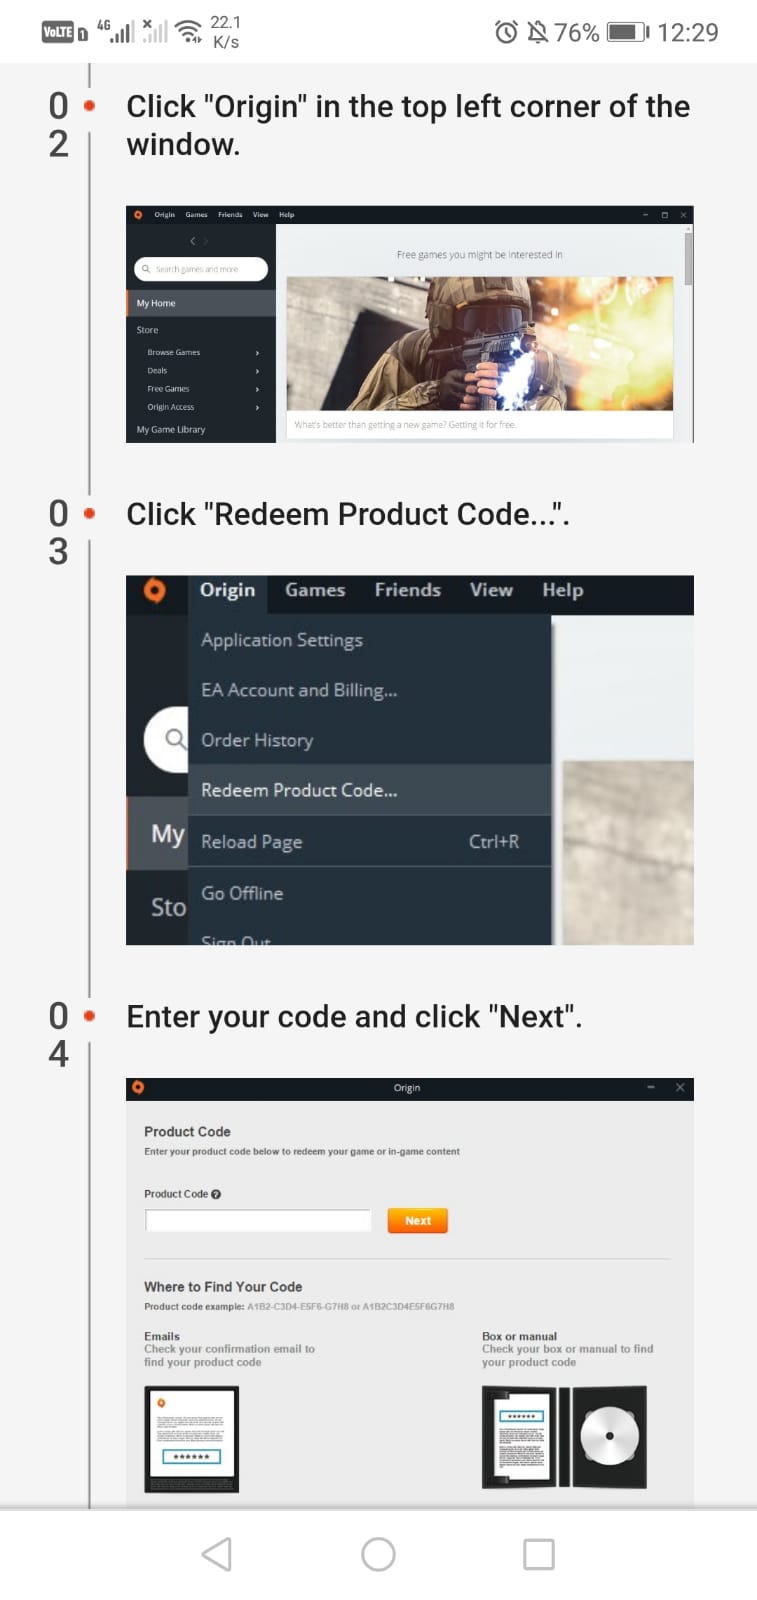 VoLTE 1 4G 22.1 K/s 76% 12:29
02
Click "Origin" in the top left corner of the
window.
Origin Games Friends View Help
Search games and more
Free games you might be interested in
My Home
Store
Browse Games
Deals
Free Games
Origin Access
My Game Library
What's better than getting a new game? Getting it for free.
03
Click "Redeem Product Code...".
Origin Games Friends View Help
Application Settings
EA Account and Billing...
Order History
Redeem Product Code...
My
Reload Page Ctrl+R
Go Offline
Sto
Sign Out
04
Enter your code and click "Next".
Origin
Product Code
Enter your product code below to redeem your game or in-game content
Product Code ?
Next
Where to Find Your Code
Product code example: A1B2-C3D4-E5F6-G7H8 or A1B2C3D4E5F6G7H8
Emails
Check your confirmation email to
find your product code
Box or manual
Check your box or manual to find
your product code
******
******